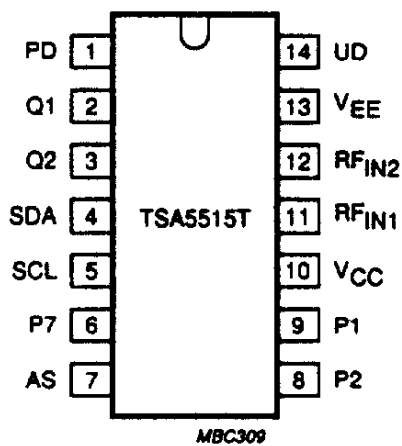 PD 1 14 UD
Q1 2 13 VEE
Q2 3 12 RFIN2
SDA 4 TSA5515T 11 RFIN1
SCL 5 10 VCC
P7 6 9 P1
AS 7 8 P2
MBC309